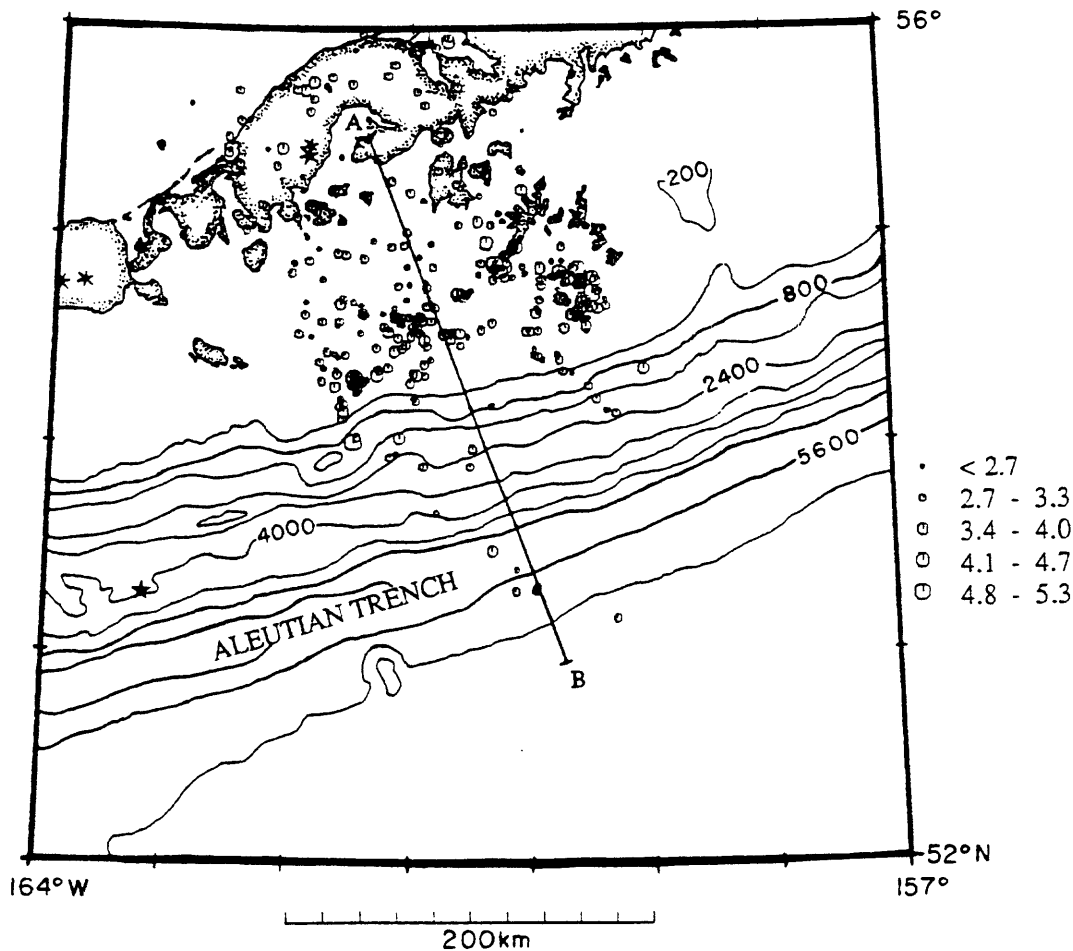 56°
A
200
800
2400
5600
4000
ALEUTIAN TRENCH
B
< 2.7
2.7 - 3.3
3.4 - 4.0
4.1 - 4.7
4.8 - 5.3
52°N
164°W
157°
200km